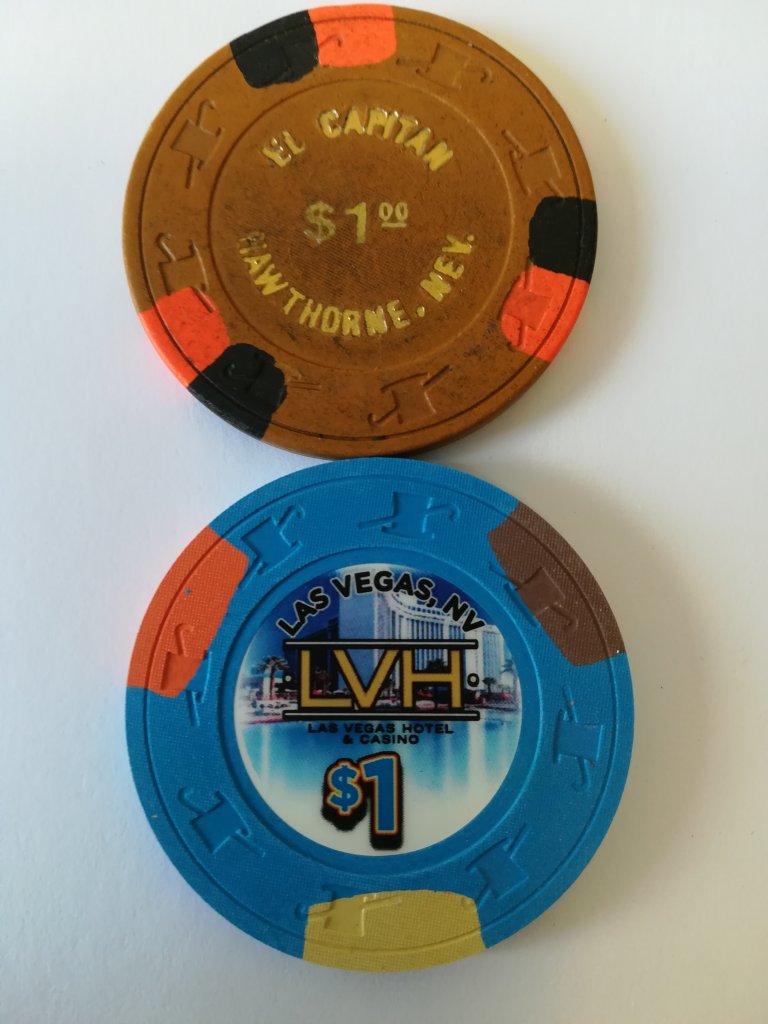 EL CAPITAN
$1.00
HAWTHORNE, NEV.
LAS VEGAS, NV
LVH
LAS VEGAS HOTEL
& CASINO
$1